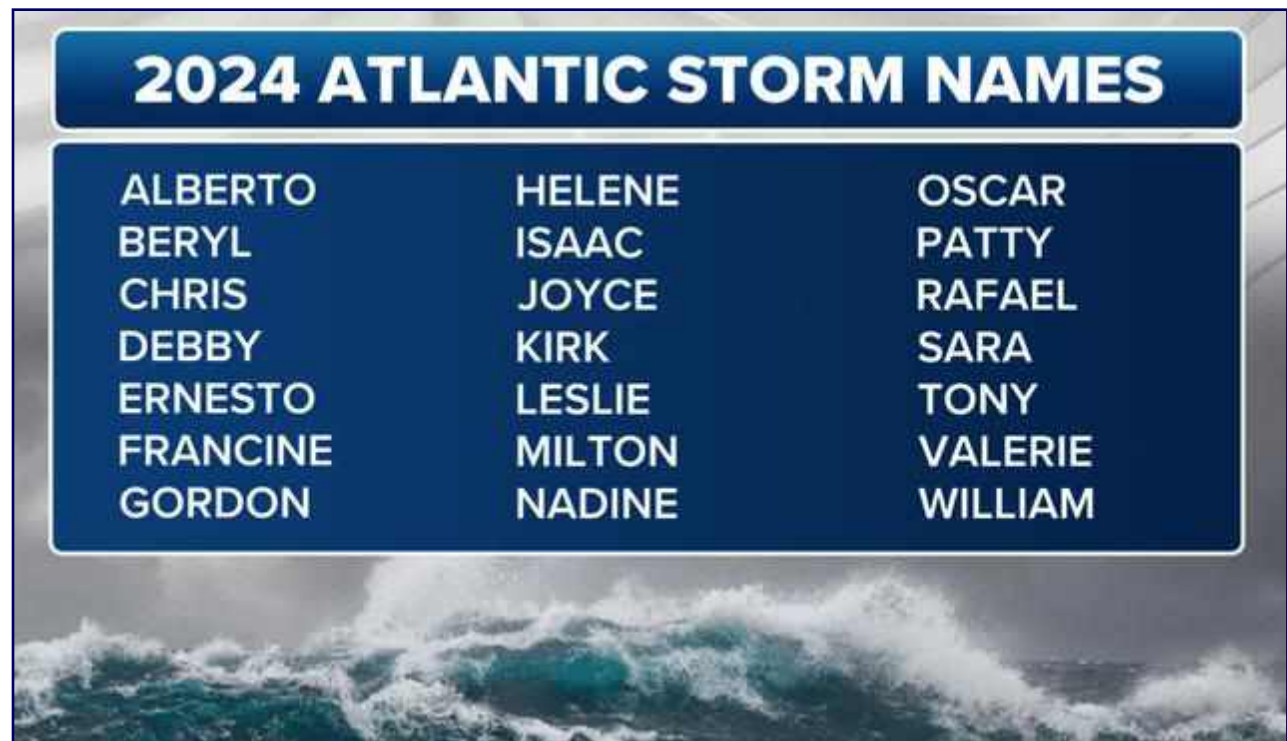 2024 ATLANTIC STORM NAMES
ALBERTO
BERYL
CHRIS
DEBBY
ERNESTO
FRANCINE
GORDON
HELENE
ISAAC
JOYCE
KIRK
LESLIE
MILTON
NADINE
OSCAR
PATTY
RAFAEL
SARA
TONY
VALERIE
WILLIAM